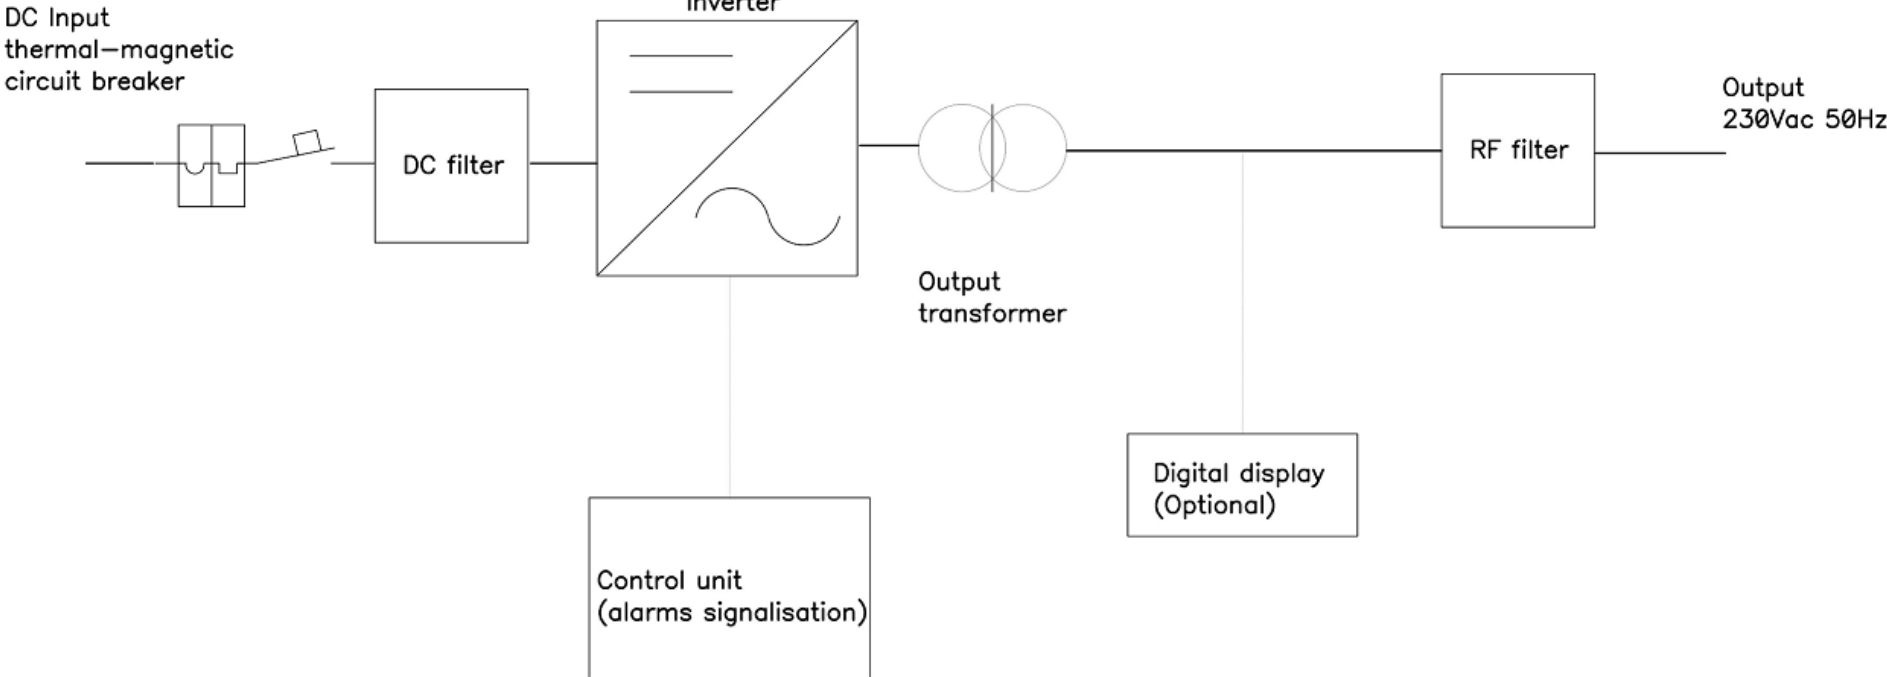 DC Input
thermal-magnetic
circuit breaker
DC filter
Inverter
Output
transformer
RF filter
Output
230Vac 50Hz
Digital display
(Optional)
Control unit
(alarms signalisation)